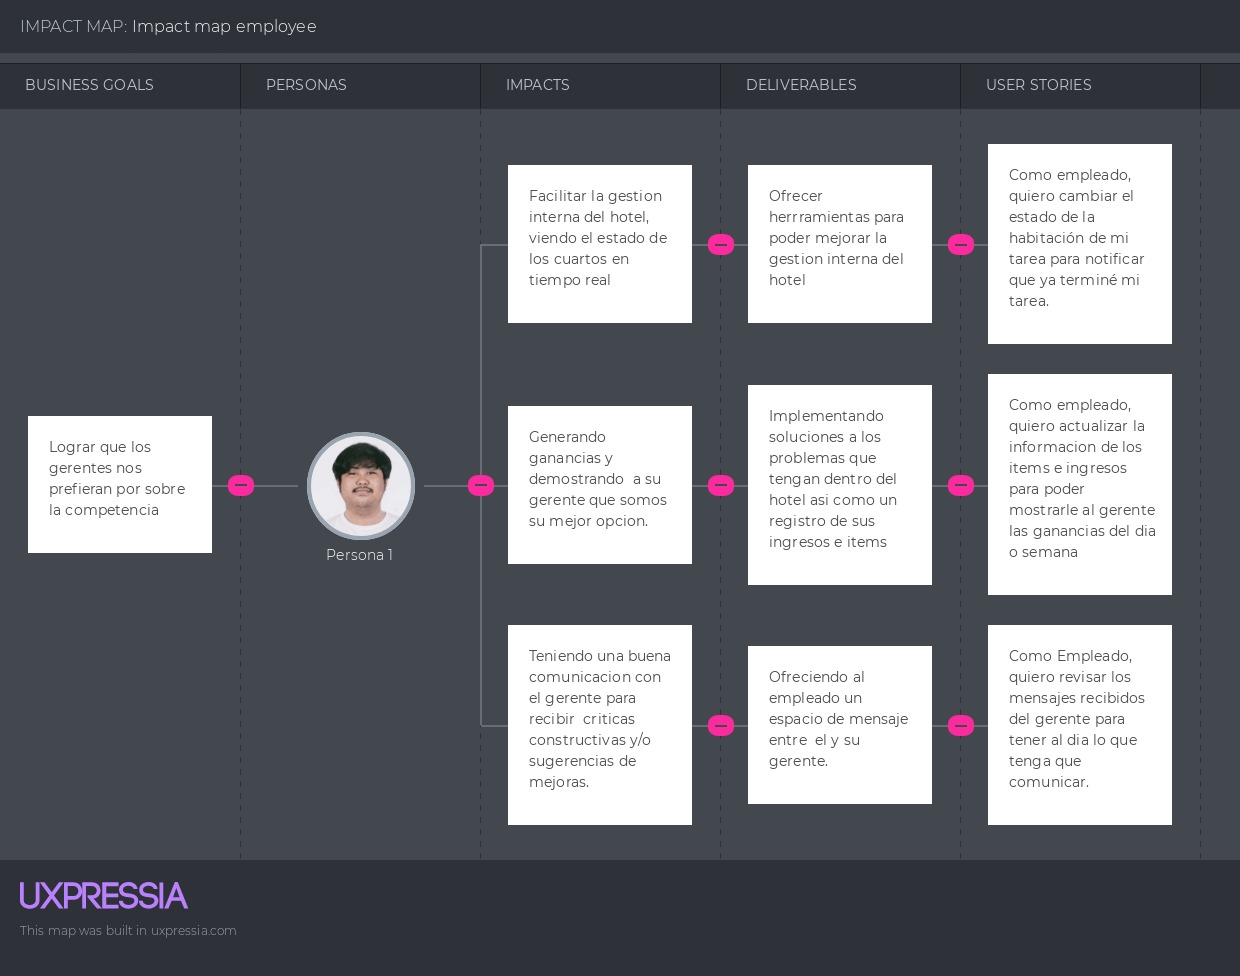 IMPACT MAP: Impact map employee
BUSINESS GOALS
PERSONAS
IMPACTS
DELIVERABLES
USER STORIES
Lograr que los
gerentes nos
prefieran por sobre
la competencia
Persona 1
Facilitar la gestion
interna del hotel,
viendo el estado de
los cuartos en
tiempo real
Ofrecer
herrramientas para
poder mejorar la
gestion interna del
hotel
Como empleado,
quiero cambiar el
estado de la
habitación de mi
tarea para notificar
que ya terminé mi
tarea.
Generando
ganancias y
demostrando  a su
gerente que somos
su mejor opcion.
Implementando
soluciones a los
problemas que
tengan dentro del
hotel asi como un
registro de sus
ingresos e items
Como empleado,
quiero actualizar la
informacion de los
items e ingresos
para poder
mostrarle al gerente
las ganancias del dia
o semana
Teniendo una buena
comunicacion con
el gerente para
recibir  criticas
constructivas y/o
sugerencias de
mejoras.
Ofreciendo al
empleado un
espacio de mensaje
entre  el y su
gerente.
Como Empleado,
quiero revisar los
mensajes recibidos
del gerente para
tener al dia lo que
tenga que
comunicar.
UXPRESSIA
This map was built in uxpressia.com